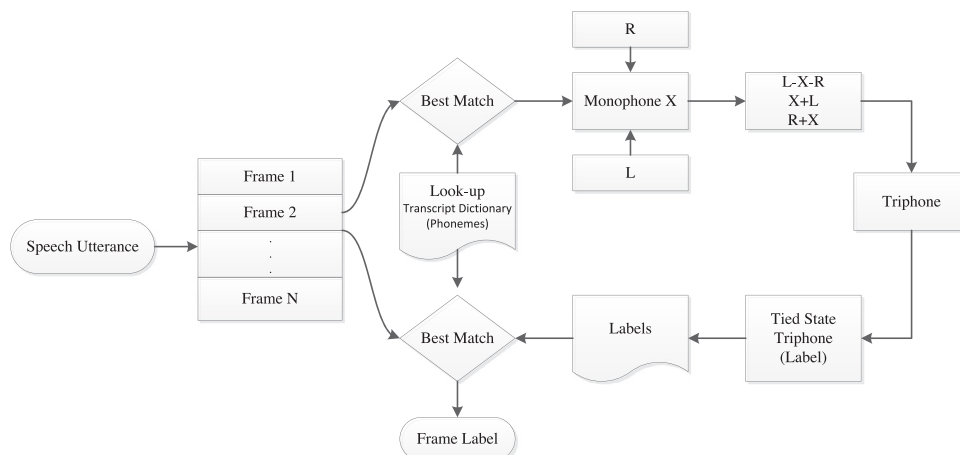 R
Best Match
Monophone X
L-X-R
X+L
R+X
L
Look-up
Transcript Dictionary
(Phonemes)
Triphone
Speech Utterance
Frame 1
Frame 2
.
.
.
Frame N
Best Match
Labels
Tied State
Triphone
(Label)
Frame Label